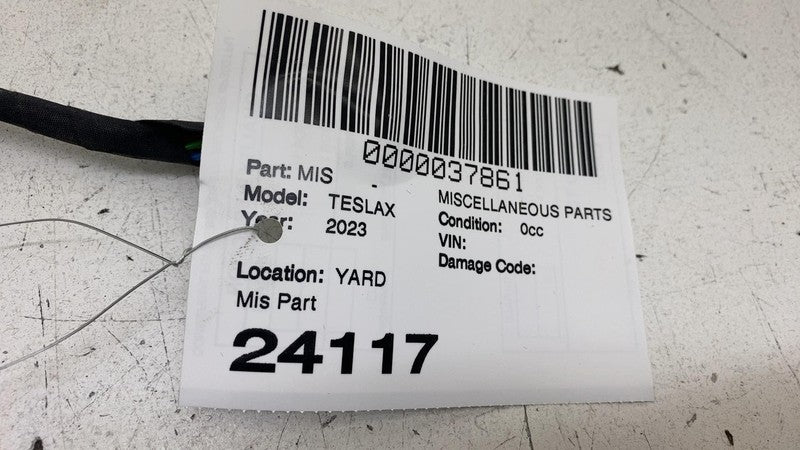 0000037861
Part: MIS -
MISCELLANEOUS PARTS
Model: TESLAX
Condition: 0cc
Year: 2023
VIN:
Damage Code:
Location: YARD
Mis Part
24117